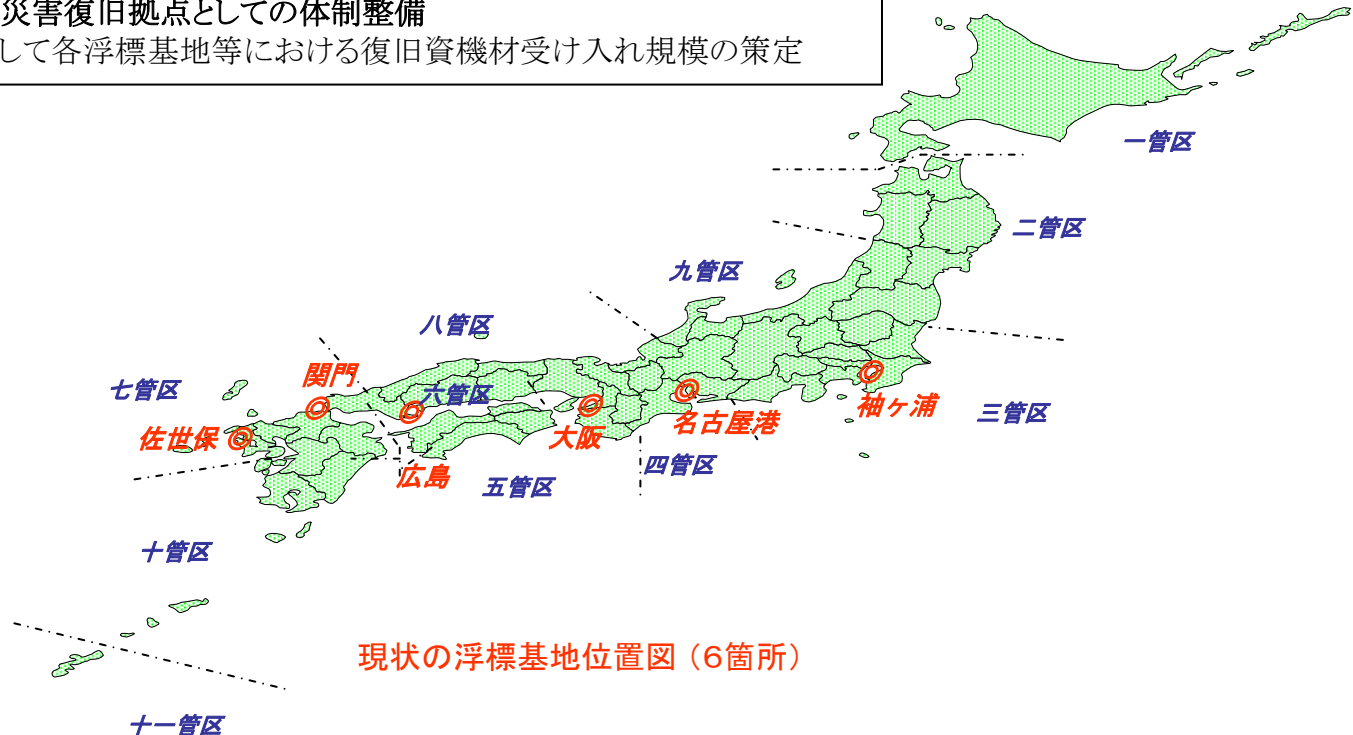 災害復旧拠点としての体制整備
して各浮標基地等における復旧資機材受け入れ規模の策定
一管区
二管区
九管区
八管区
関門
七管区
六管区
袖ヶ浦
三管区
佐世保
大阪
名古屋港
四管区
広島
五管区
十管区
現状の浮標基地位置図（6箇所）
十一管区